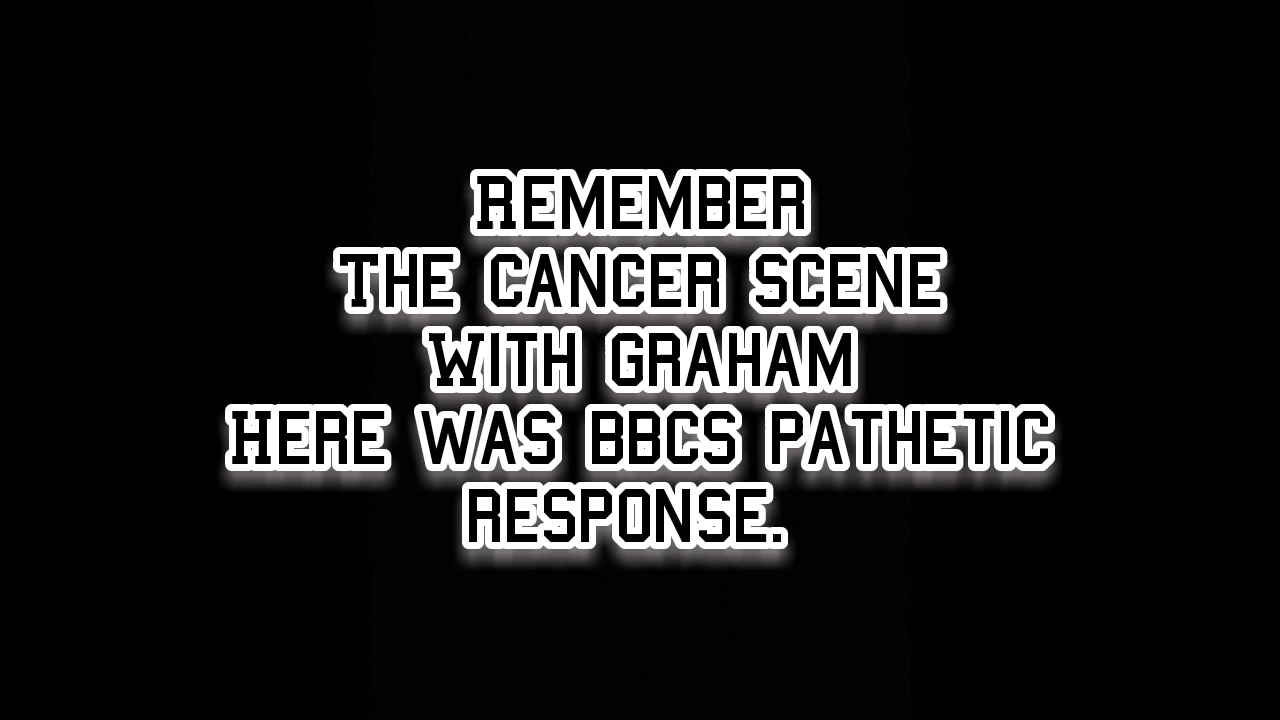 REMEMBER
THE CANCER SCENE
WITH GRAHAM
HERE WAS BBCS PATHETIC
RESPONSE.